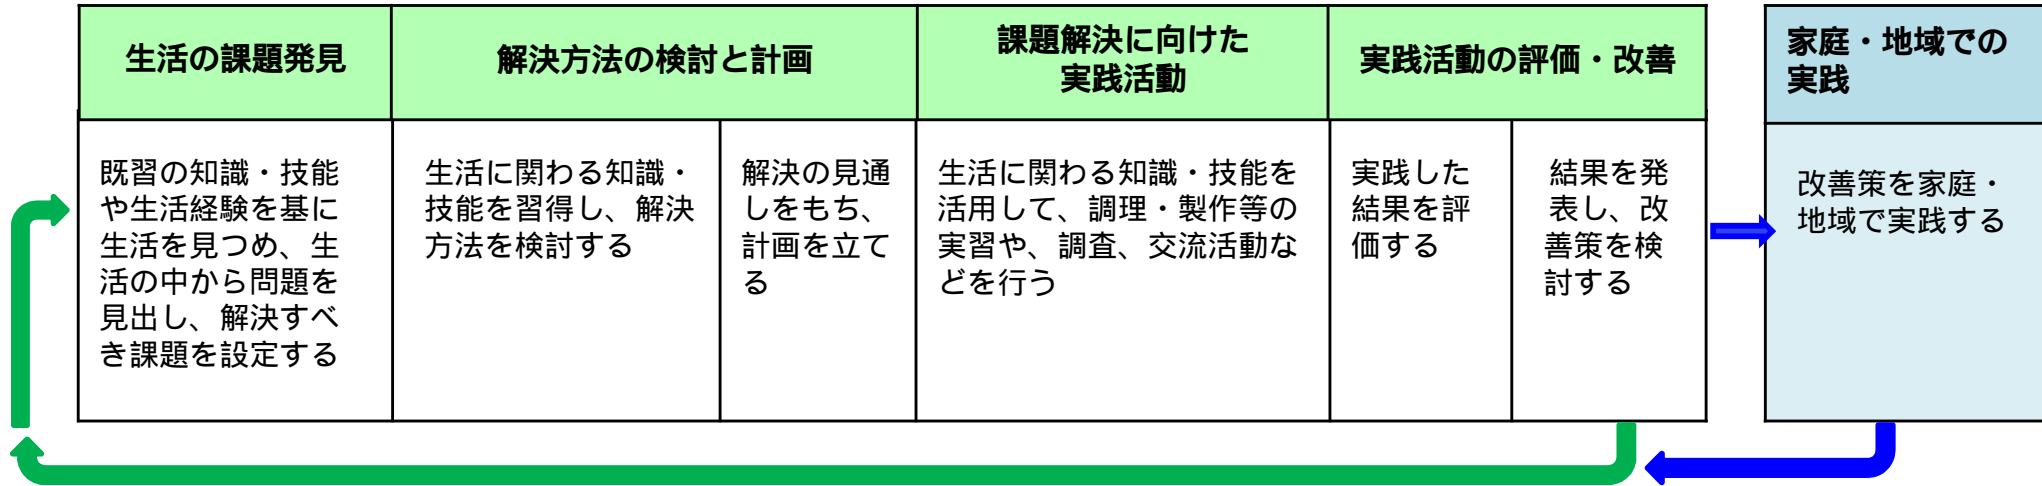 生活の課題発見
解決方法の検討と計画
課題解決に向けた
実践活動
実践活動の評価・改善
家庭・地域での
実践
既習の知識・技能
や生活経験を基に
生活を見つめ、生
活の中から問題を
見出し、解決すべ
き課題を設定する
生活に関わる知識・
技能を習得し、解決
方法を検討する
解決の見通
しをもち、
計画を立て
る
生活に関わる知識・技能を
活用して、調理・製作等の
実習や、調査、交流活動な
どを行う
実践した
結果を評
価する
結果を発
表し、改
善策を検
討する
改善策を家庭・
地域で実践する